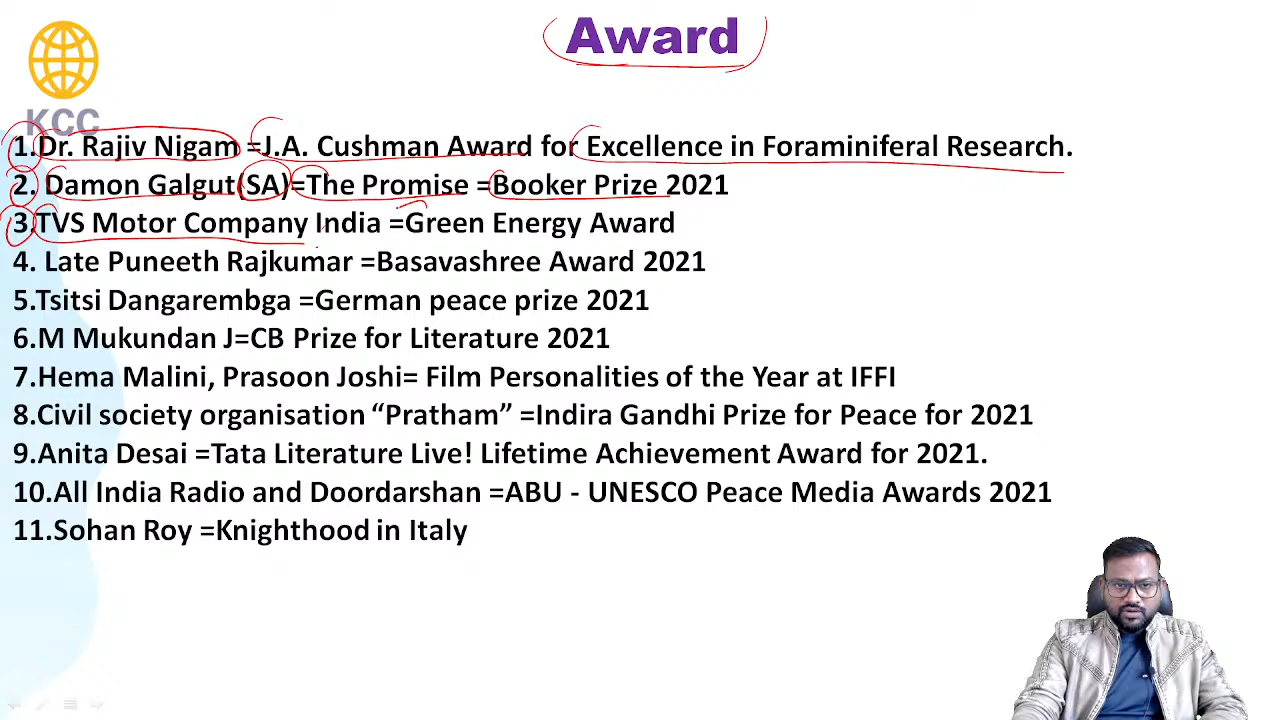 Award
KCC
1.Dr. Rajiv Nigam =J.A. Cushman Award for Excellence in Foraminiferal Research.
2. Damon Galgut(SA)=The Promise =Booker Prize 2021
3.TVS Motor Company India =Green Energy Award
4. Late Puneeth Rajkumar =Basavashree Award 2021
5.Tsitsi Dangarembga =German peace prize 2021
6.M Mukundan J=CB Prize for Literature 2021
7.Hema Malini, Prasoon Joshi= Film Personalities of the Year at IFFI
8.Civil society organisation “Pratham” =Indira Gandhi Prize for Peace for 2021
9.Anita Desai =Tata Literature Live! Lifetime Achievement Award for 2021.
10.All India Radio and Doordarshan =ABU - UNESCO Peace Media Awards 2021
11.Sohan Roy =Knighthood in Italy